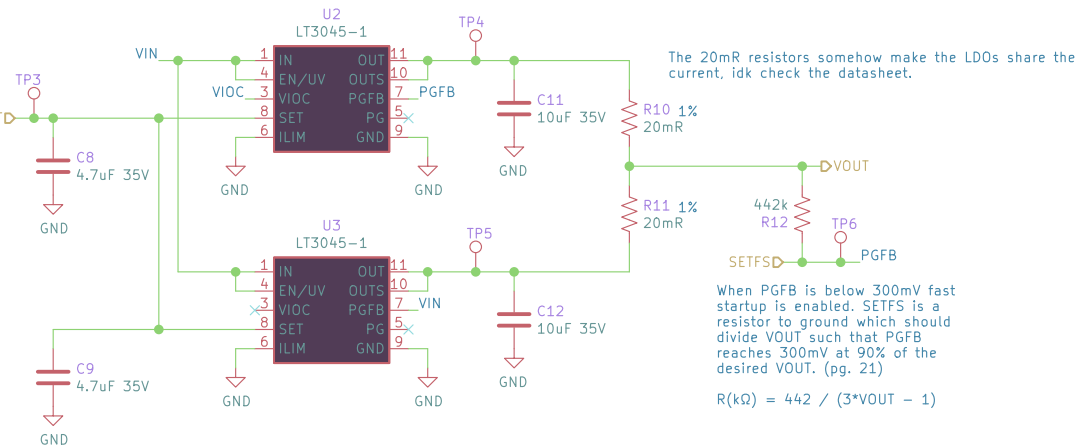 U2
LT3045-1
TP4
VIN
1 IN OUT 11
4 EN/UV OUTS 10
VIOC 3 VIOC PGFB 7 PGFB
8 SET PG 5
6 ILIM GND 9
The 20mR resistors somehow make the LDOs share the
current, idk check the datasheet.
TP3
C8
4.7uF 35V
GND
GND
GND
C11
10uF 35V
GND
R10 1%
20mR
VOUT
R11 1%
20mR
442k
R12
TP6
SETFS
PGFB
U3
LT3045-1
TP5
1 IN OUT 11
4 EN/UV OUTS 10
3 VIOC PGFB 7 VIN
8 SET PG 5
6 ILIM GND 9
C9
4.7uF 35V
GND
GND
GND
C12
10uF 35V
GND
When PGFB is below 300mV fast
startup is enabled. SETFS is a
resistor to ground which should
divide VOUT such that PGFB
reaches 300mV at 90% of the
desired VOUT. (pg. 21)
R(kΩ) = 442 / (3*VOUT - 1)